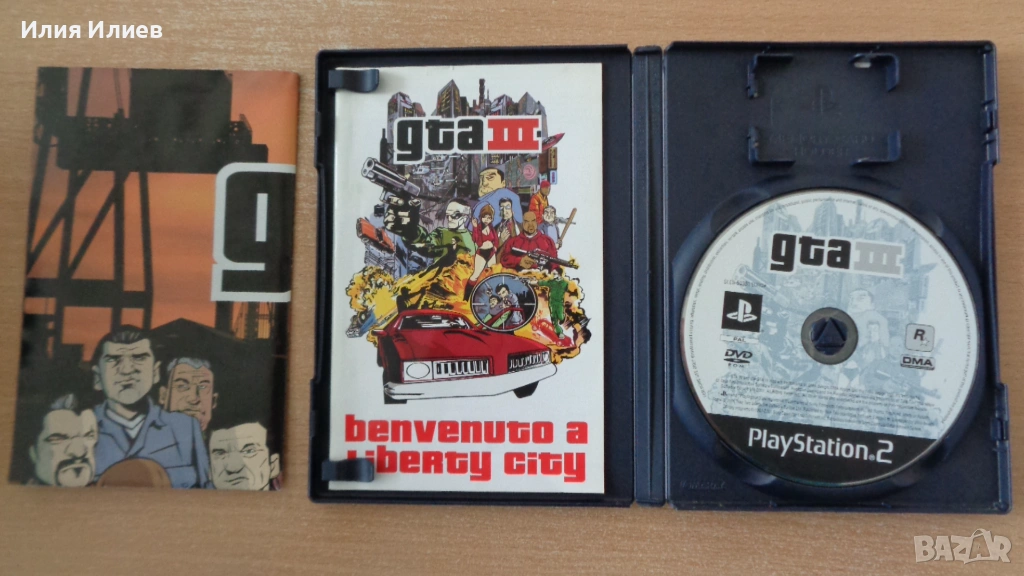 Илия Илиев
g
gta III
benvenuto a
liberty city
gta III
PAL
DVD
R
DMA
PlayStation.2
BAZAR